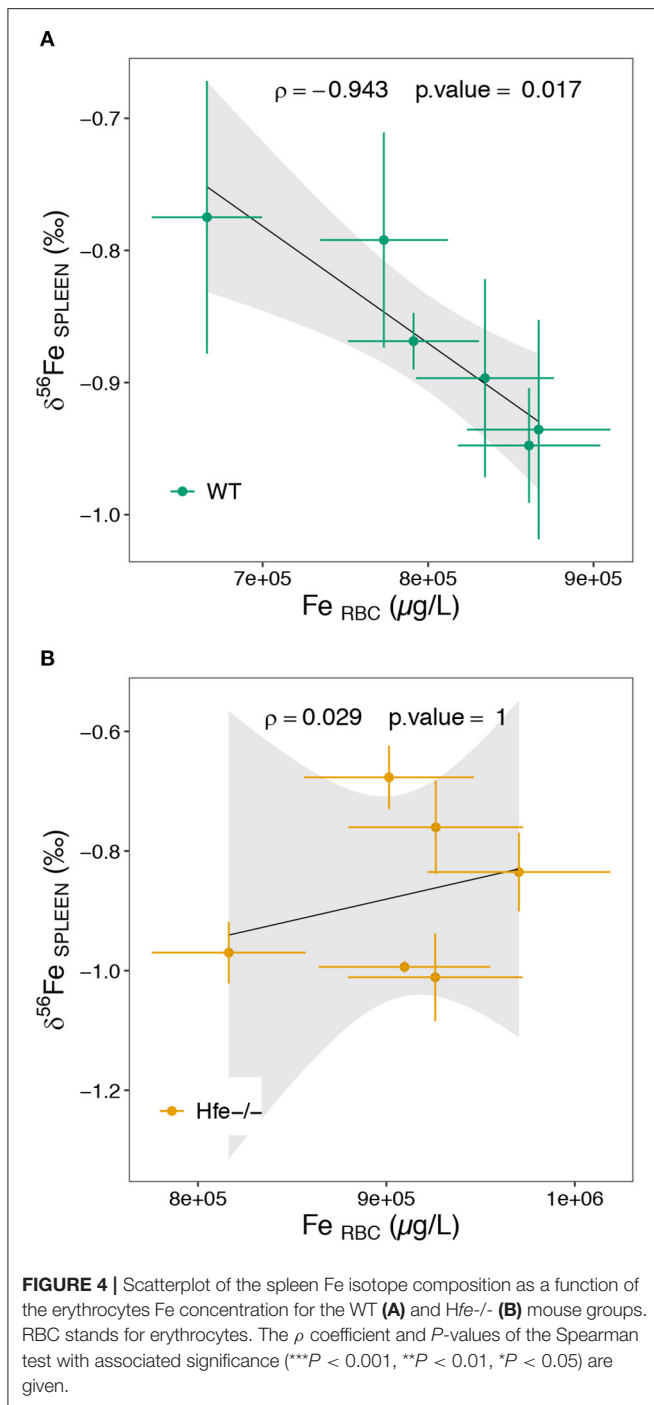 A
ρ = −0.943 p.value = 0.017
−0.7
−0.8
−0.9
−1.0
δ56Fe SPLEEN (‰)
WT
7e+05 8e+05 9e+05
Fe RBC (µg/L)
B
ρ = 0.029 p.value = 1
−0.6
−0.8
−1.0
−1.2
δ56Fe SPLEEN (‰)
Hfe−/−
8e+05 9e+05 1e+06
Fe RBC (µg/L)
FIGURE 4 | Scatterplot of the spleen Fe isotope composition as a function of
the erythrocytes Fe concentration for the WT (A) and Hfe-/- (B) mouse groups.
RBC stands for erythrocytes. The ρ coefficient and P-values of the Spearman
test with associated significance (***P < 0.001, **P < 0.01, *P < 0.05) are
given.